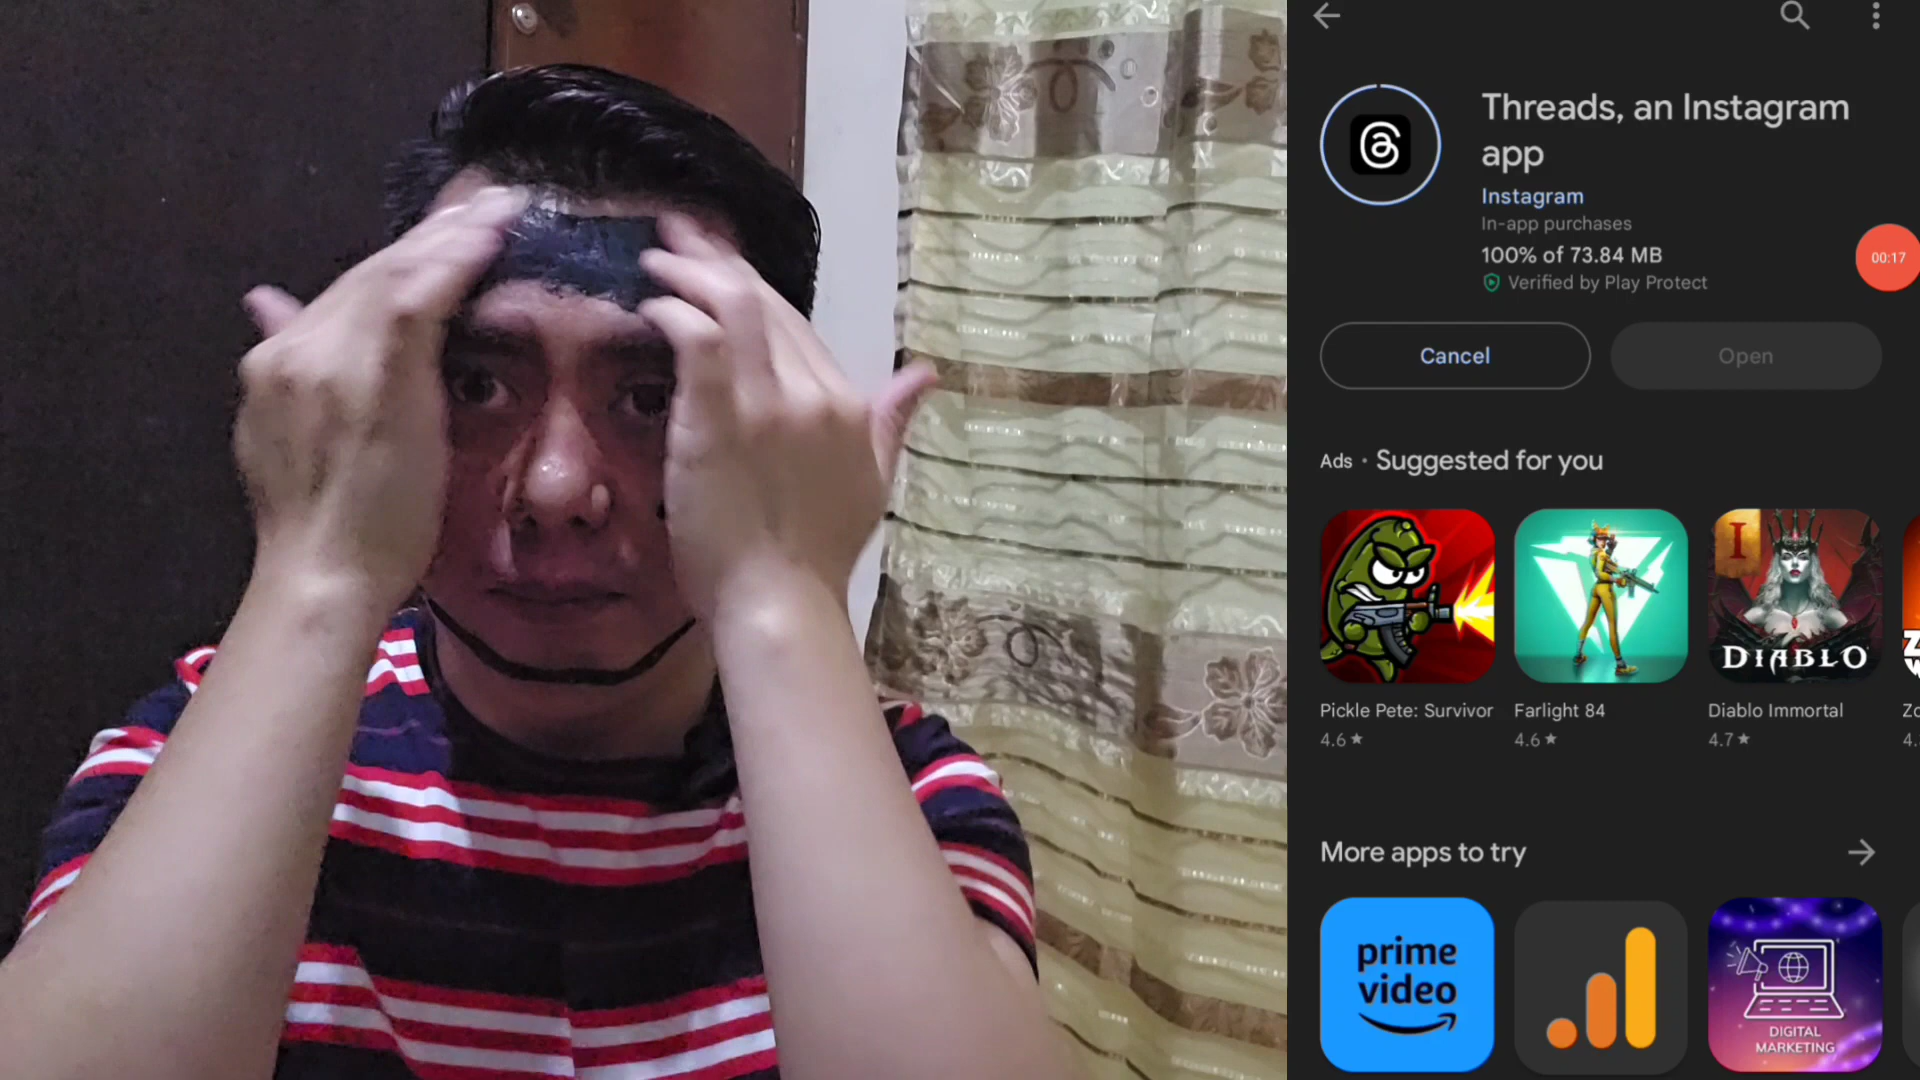 Threads, an Instagram
app
Instagram
In-app purchases
100% of 73.84 MB
Verified by Play Protect
00:17
Cancel
Open
Ads • Suggested for you
I
DIABLO
Pickle Pete: Survivor
4.6★
Farlight 84
4.6★
Diablo Immortal
4.7★
More apps to try
prime
video
DIGITAL
MARKETING